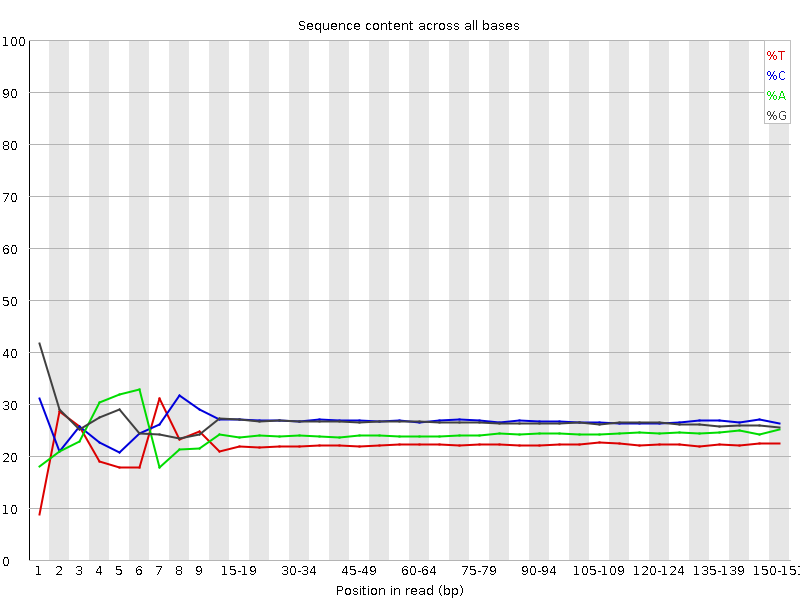 Sequence content across all bases
100
90
80
70
60
50
40
30
20
10
0
%T
%C
%A
%G
1 2 3 4 5 6 7 8 9 15-19 30-34 45-49 60-64 75-79 90-94 105-109 120-124 135-139 150-151
Position in read (bp)